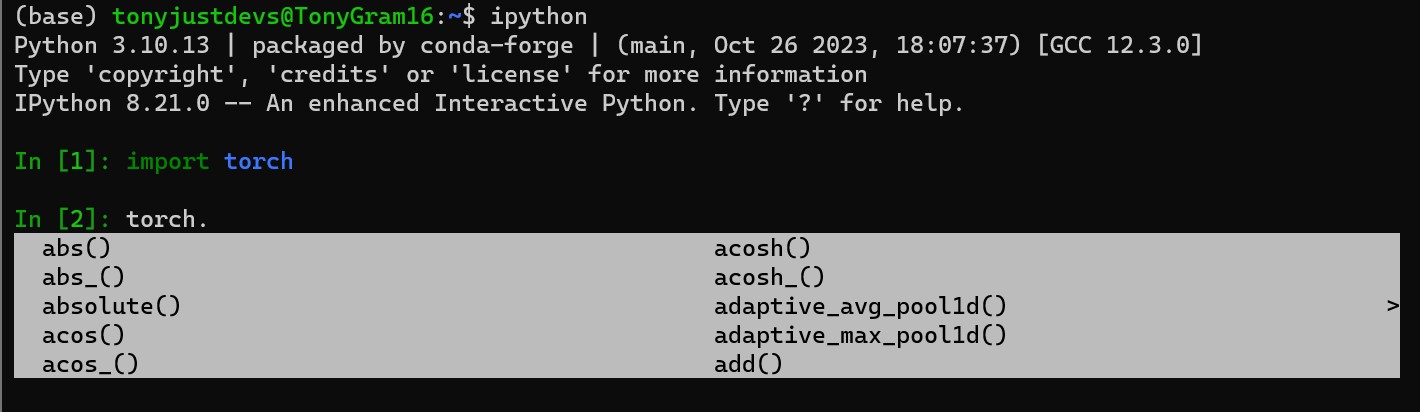 (base) tonyjustdevs@TonyGram16:~$ ipython
Python 3.10.13 | packaged by conda-forge | (main, Oct 26 2023, 18:07:37) [GCC 12.3.0]
Type 'copyright', 'credits' or 'license' for more information
IPython 8.21.0 -- An enhanced Interactive Python. Type '?' for help.
In [1]: import torch
In [2]: torch.
abs() acosh()
abs_() acosh_()
absolute() adaptive_avg_pool1d() >
acos() adaptive_max_pool1d()
acos_() add()